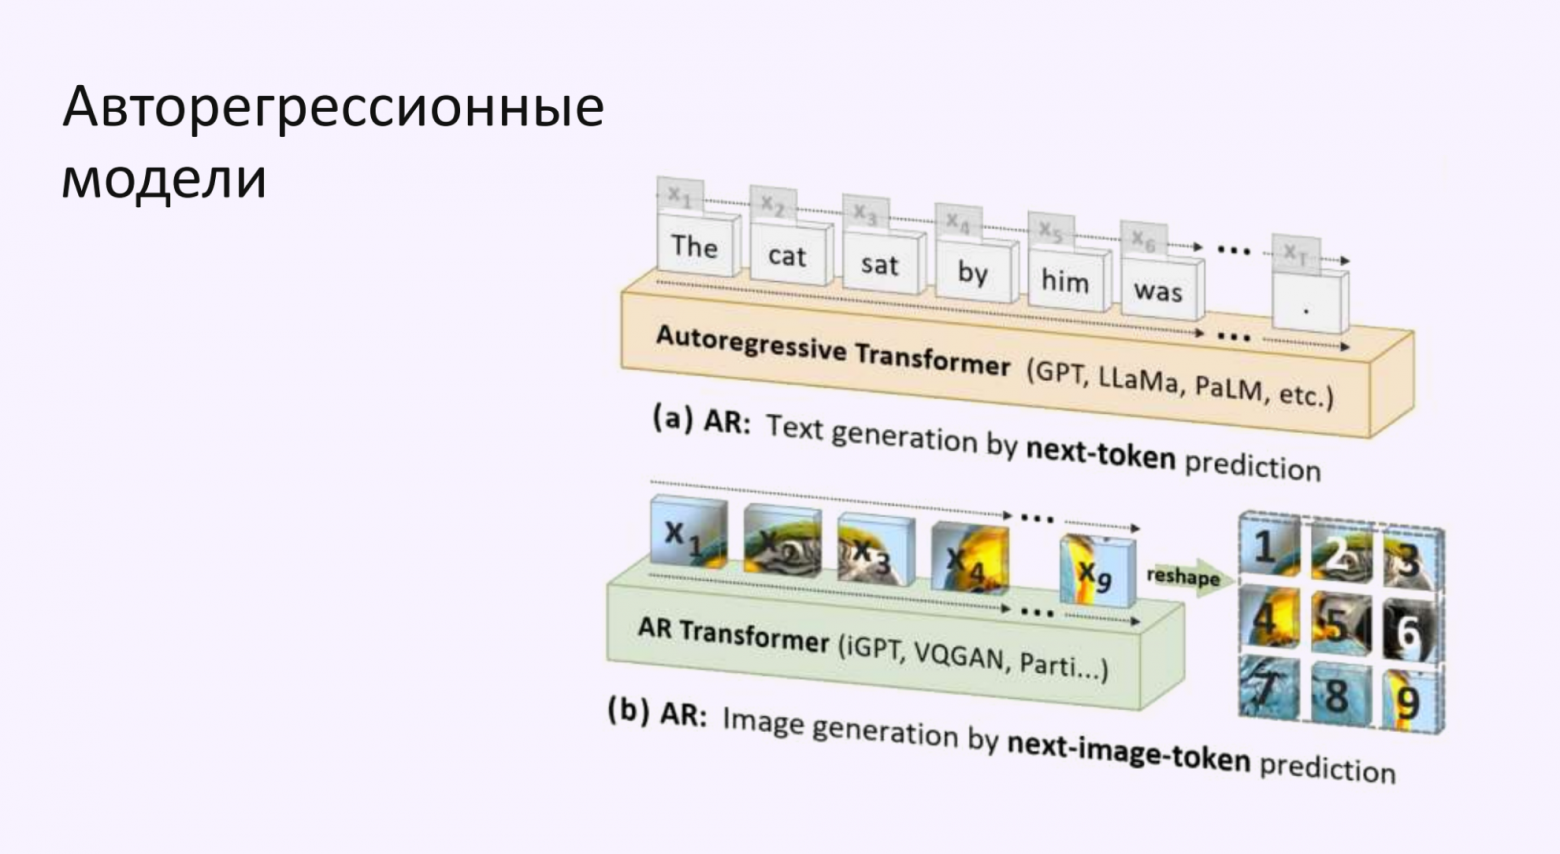 Авторегрессионные
модели
x1 x2 x3 x4 x5 x6 ... xT
The cat sat by him was .
...
Autoregressive Transformer (GPT, LLaMa, PaLM, etc.)
(a) AR: Text generation by next-token prediction
...
x1 x2 x3 x4 x9
...
reshape
1 2 3
4 5 6
7 8 9
AR Transformer (iGPT, VQGAN, Parti...)
(b) AR: Image generation by next-image-token prediction